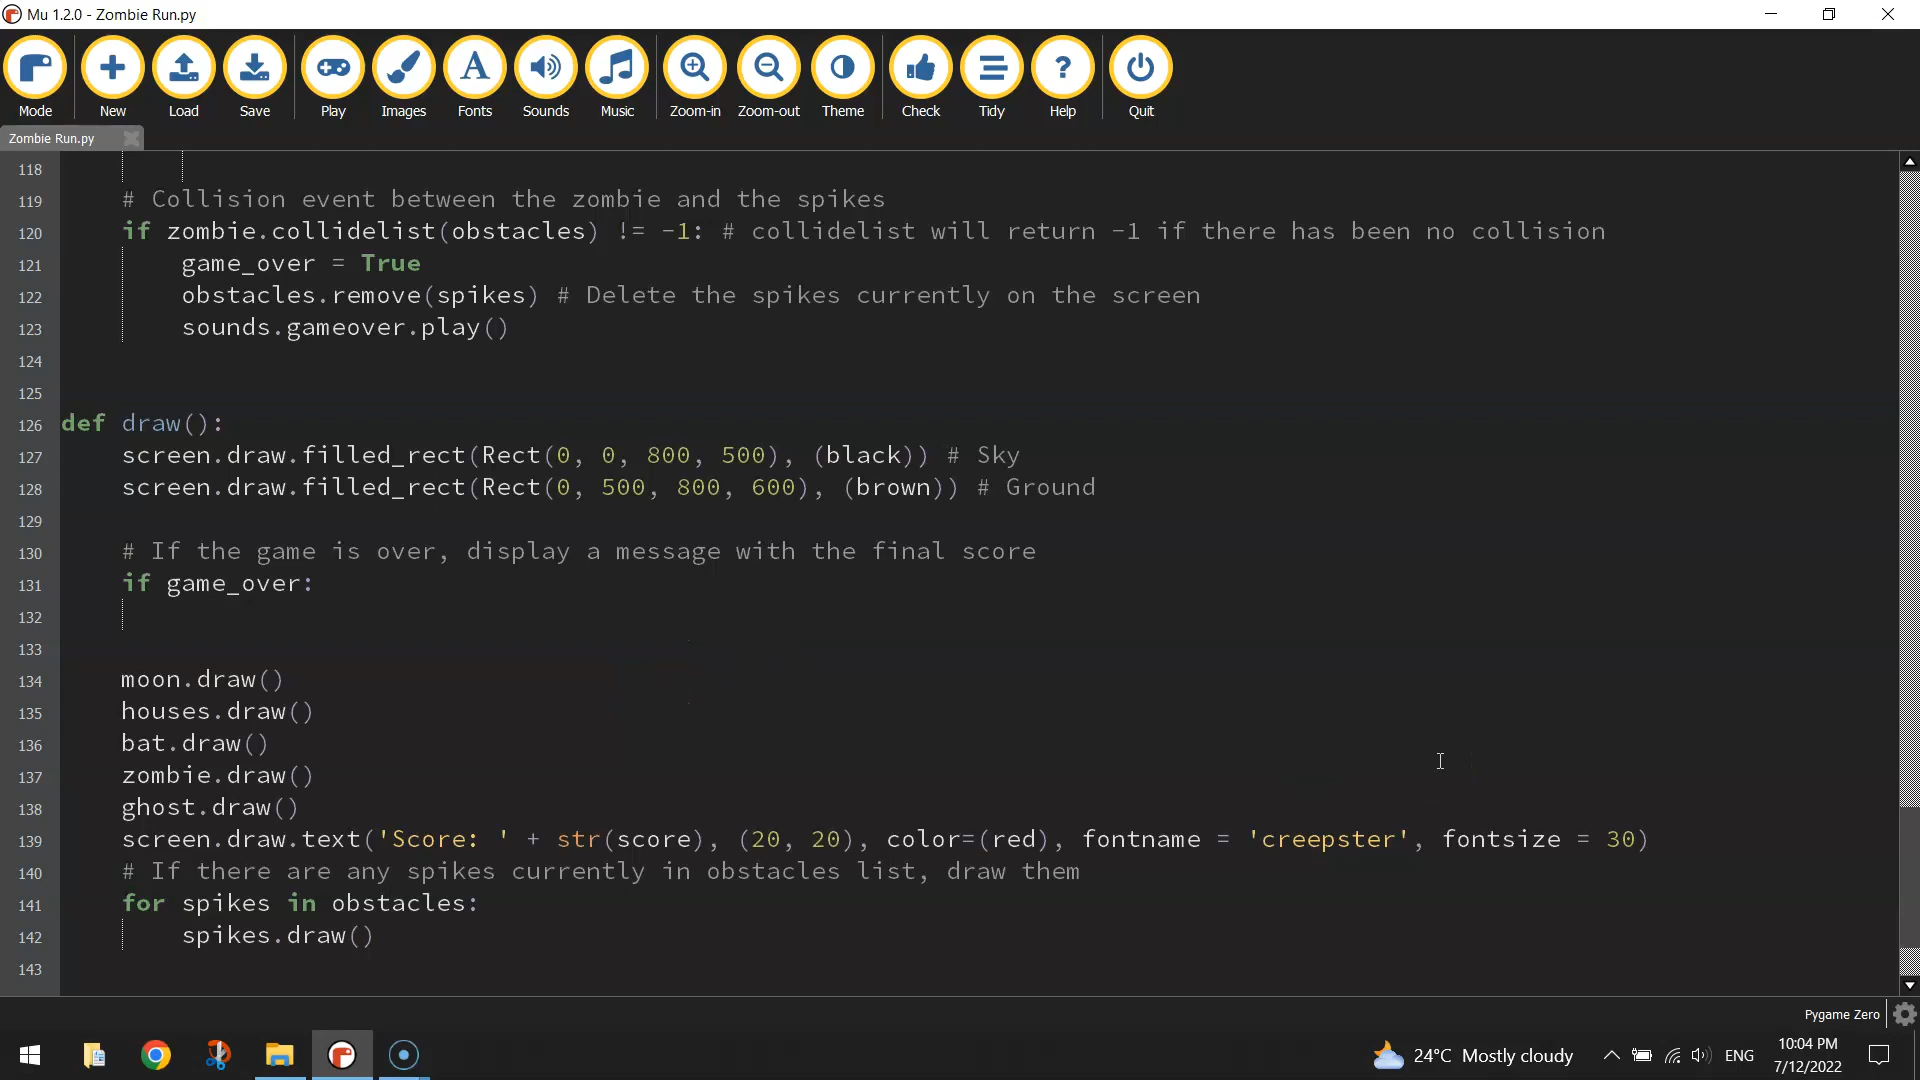 Mu 1.2.0 - Zombie Run.py
Mode New Load Save Play Images Fonts Sounds Music Zoom-in Zoom-out Theme Check Tidy Help Quit
Zombie Run.py
118
119 # Collision event between the zombie and the spikes
120 if zombie.collidelist(obstacles) != -1: # collidelist will return -1 if there has been no collision
121 game_over = True
122 obstacles.remove(spikes) # Delete the spikes currently on the screen
123 sounds.gameover.play()
124
125
126 def draw():
127 screen.draw.filled_rect(Rect(0, 0, 800, 500), (black)) # Sky
128 screen.draw.filled_rect(Rect(0, 500, 800, 600), (brown)) # Ground
129
130 # If the game is over, display a message with the final score
131 if game_over:
132
133
134 moon.draw()
135 houses.draw()
136 bat.draw()
137 zombie.draw()
138 ghost.draw()
139 screen.draw.text('Score: ' + str(score), (20, 20), color=(red), fontname = 'creepster', fontsize = 30)
140 # If there are any spikes currently in obstacles list, draw them
141 for spikes in obstacles:
142 spikes.draw()
143
Pygame Zero
24°C Mostly cloudy ENG 10:04 PM
7/12/2022